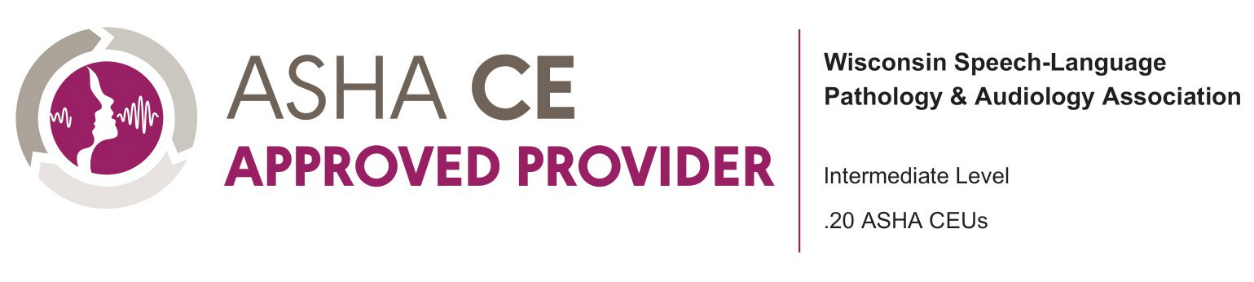 ASHA CE
APPROVED PROVIDER
Wisconsin Speech-Language
Pathology & Audiology Association
Intermediate Level
.20 ASHA CEUs